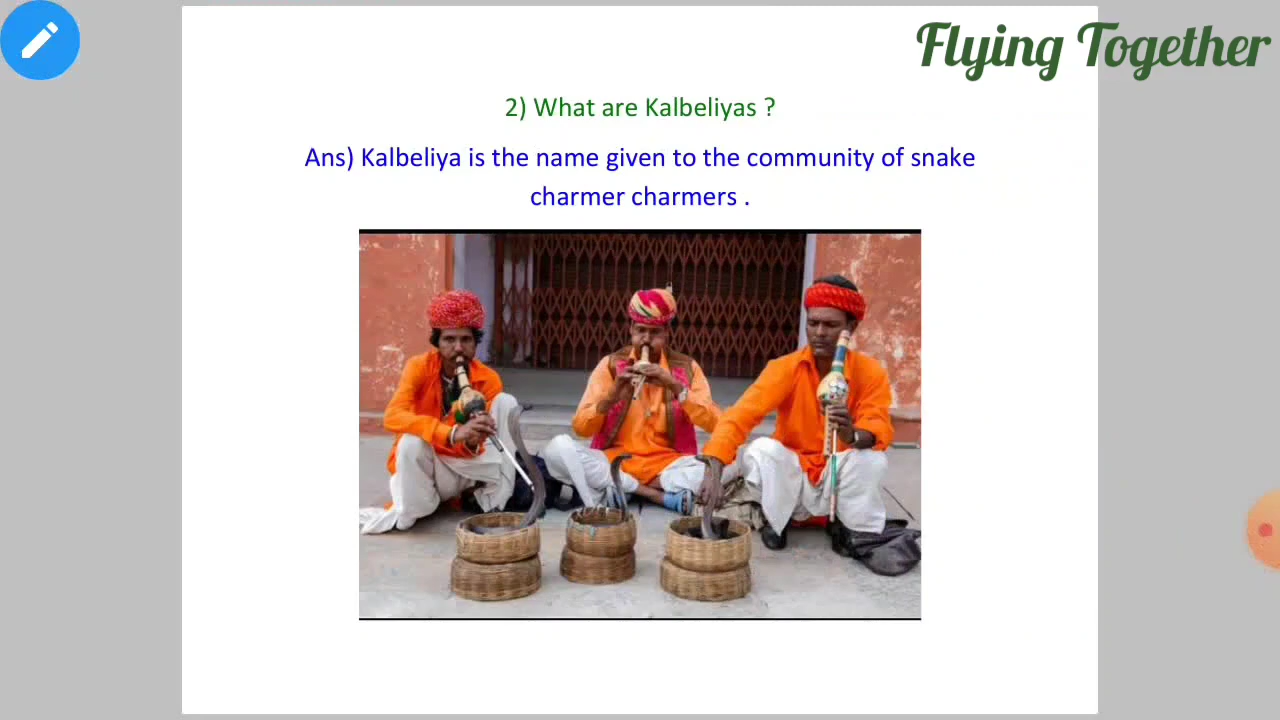 Flying Together
2) What are Kalbeliyas ?
Ans) Kalbeliya is the name given to the community of snake
charmer charmers .